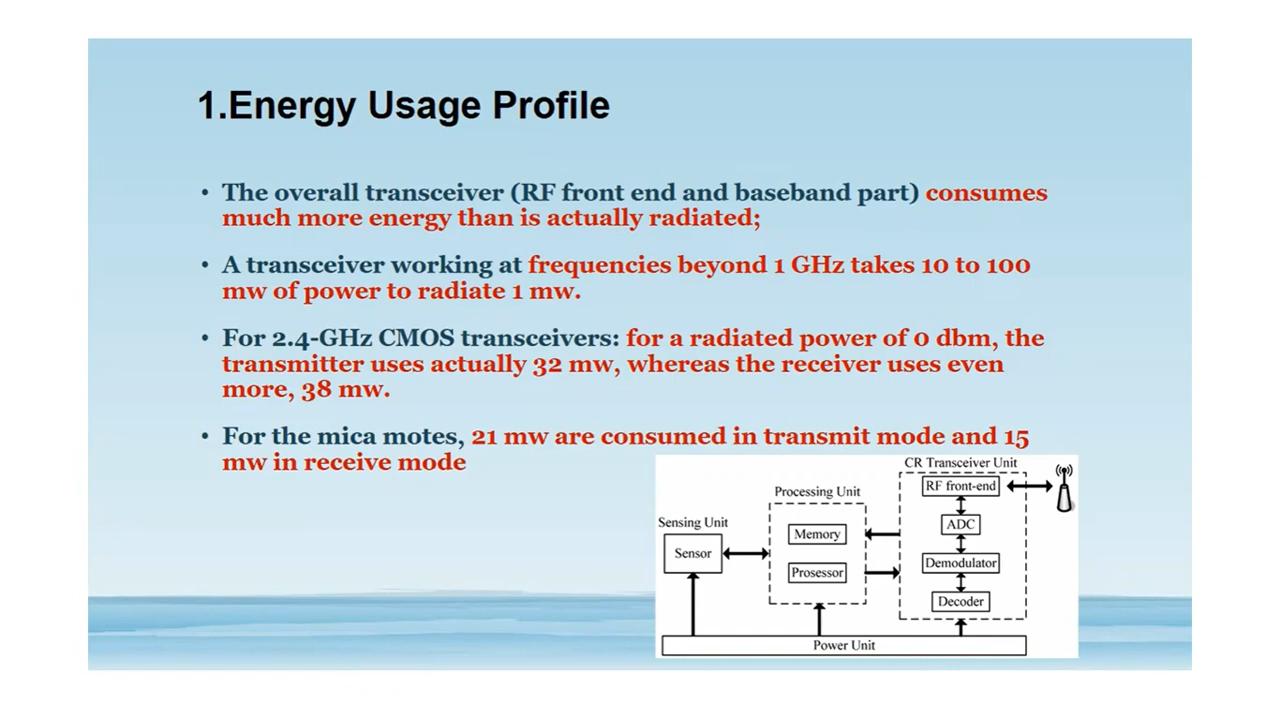 1.Energy Usage Profile
• The overall transceiver (RF front end and baseband part) consumes
much more energy than is actually radiated;
• A transceiver working at frequencies beyond 1 GHz takes 10 to 100
mw of power to radiate 1 mw.
• For 2.4-GHz CMOS transceivers: for a radiated power of 0 dbm, the
transmitter uses actually 32 mw, whereas the receiver uses even
more, 38 mw.
• For the mica motes, 21 mw are consumed in transmit mode and 15
mw in receive mode
CR Transceiver Unit
RF front-end
Processing Unit
Sensing Unit
ADC
Memory
Sensor
Demodulator
Prosessor
Decoder
Power Unit